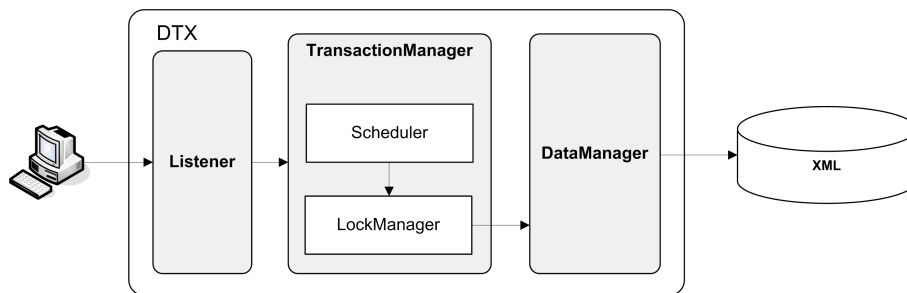 DTX
TransactionManager
Scheduler
Listener
DataManager
XML
LockManager